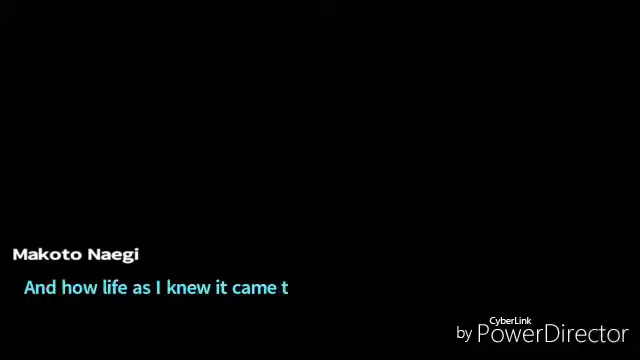 Makoto Naegi
And how life as I knew it came t
CyberLink
by PowerDirector